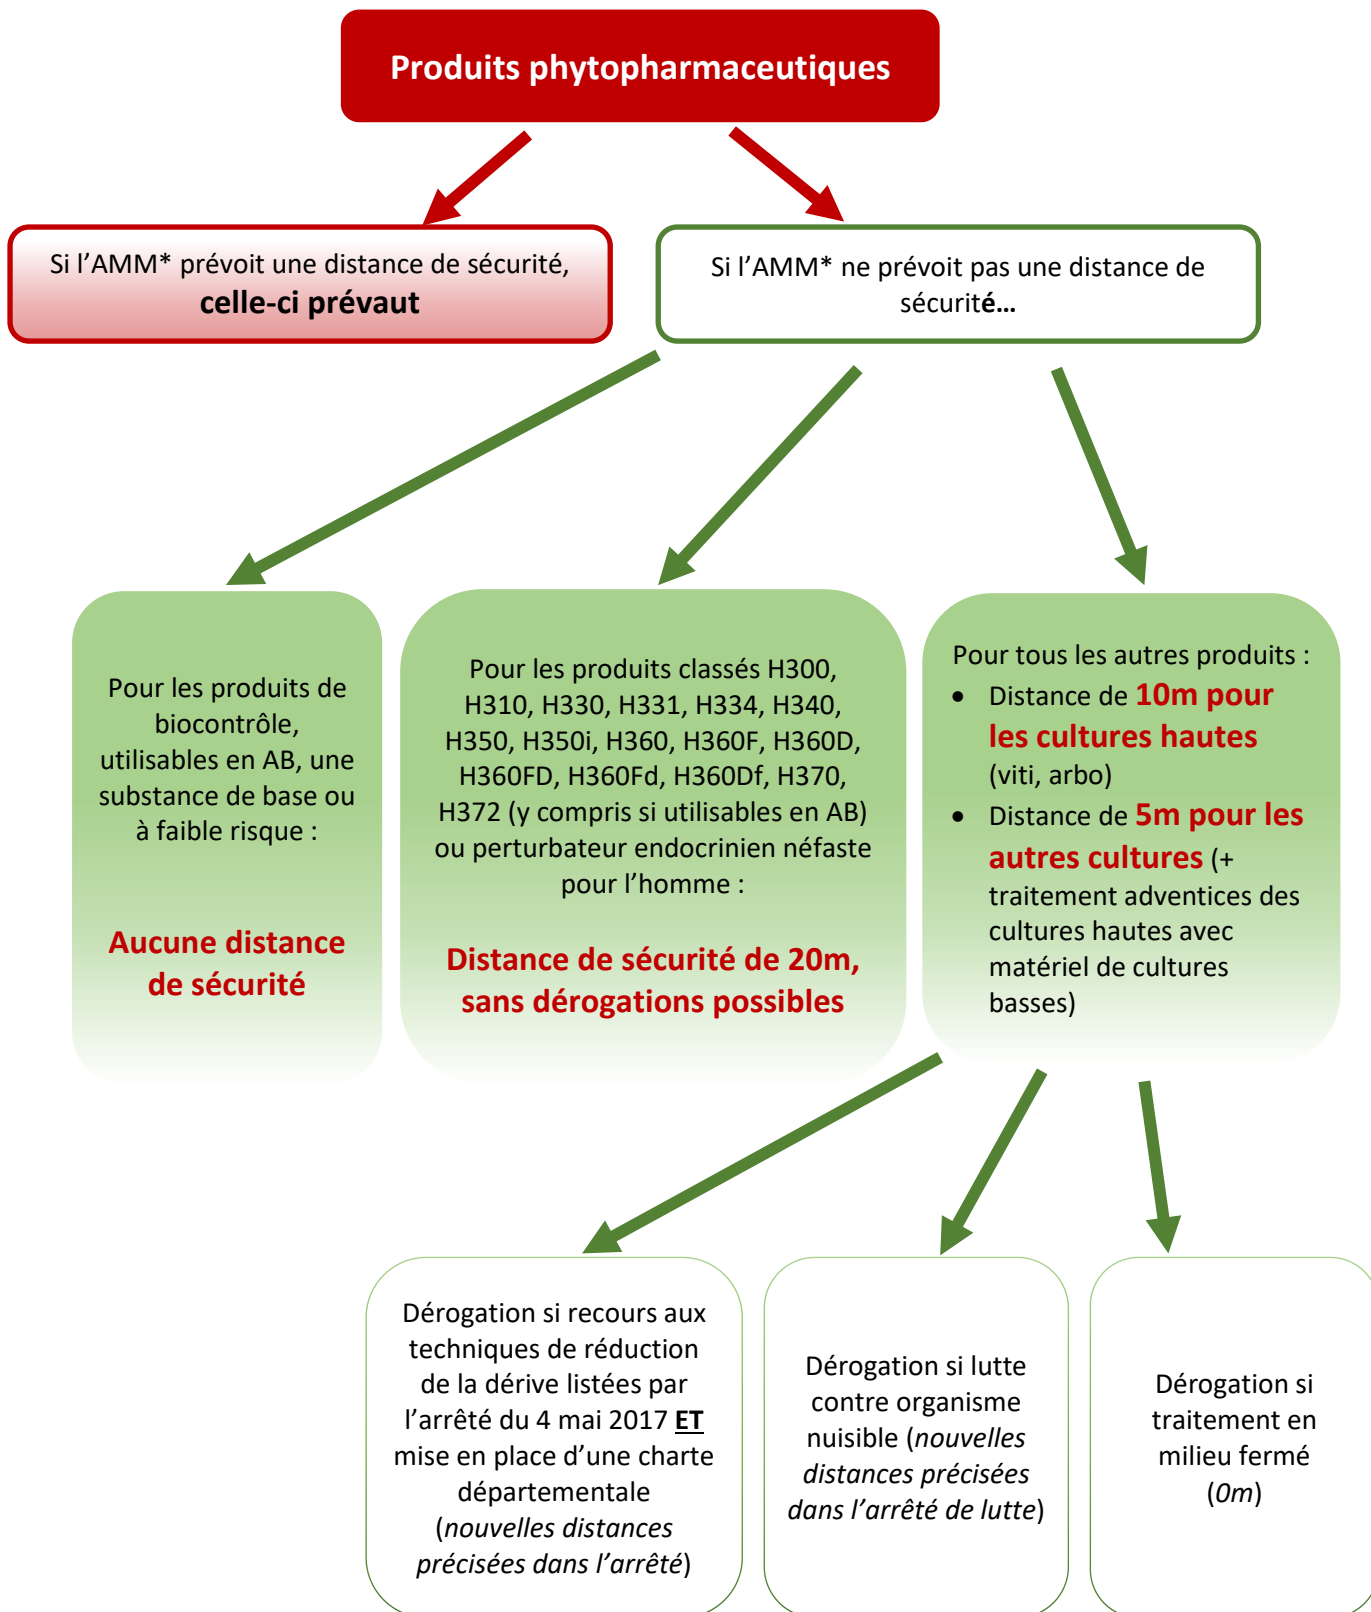 Produits phytopharmaceutiques
Si l’AMM* prévoit une distance de sécurité,
celle-ci prévaut
Si l’AMM* ne prévoit pas une distance de
sécurité…
Pour les produits de
biocontrôle,
utilisables en AB, une
substance de base ou
à faible risque :
Aucune distance
de sécurité
Pour les produits classés H300,
H310, H330, H331, H334, H340,
H350, H350i, H360, H360F, H360D,
H360FD, H360Fd, H360Df, H370,
H372 (y compris si utilisables en AB)
ou perturbateur endocrinien néfaste
pour l’homme :
Distance de sécurité de 20m,
sans dérogations possibles
Pour tous les autres produits :
• Distance de 10m pour
les cultures hautes
(viti, arbo)
• Distance de 5m pour les
autres cultures (+
traitement adventices des
cultures hautes avec
matériel de cultures
basses)
Dérogation si recours aux
techniques de réduction
de la dérive listées par
l’arrêté du 4 mai 2017 ET
mise en place d’une charte
départementale
(nouvelles distances
précisées dans l’arrêté)
Dérogation si lutte
contre organisme
nuisible (nouvelles
distances précisées
dans l’arrêté de lutte)
Dérogation si
traitement en
milieu fermé
(0m)